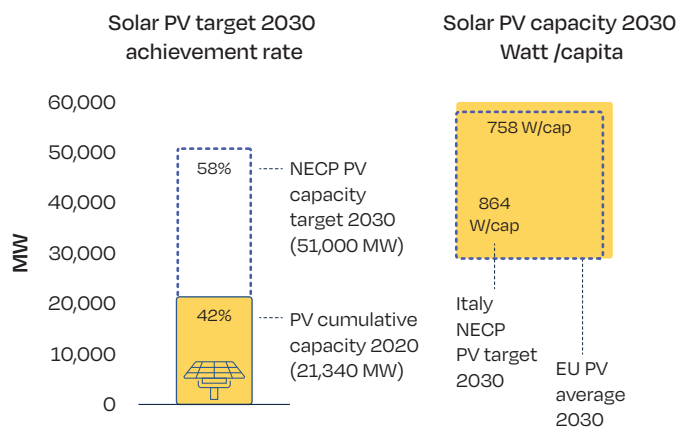 Solar PV target 2030
achievement rate
MW
60,000
50,000
40,000
30,000
20,000
10,000
0
58%
42%
NECP PV
capacity
target 2030
(51,000 MW)
PV cumulative
capacity 2020
(21,340 MW)
Solar PV capacity 2030
Watt /capita
758 W/cap
864
W/cap
Italy
NECP
PV target
2030
EU PV
average
2030